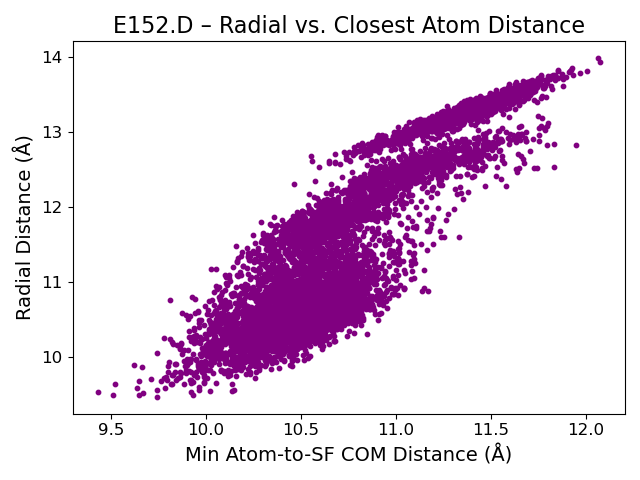 E152.D – Radial vs. Closest Atom Distance
14
13
12
11
10
Radial Distance (Å)
9.5 10.0 10.5 11.0 11.5 12.0
Min Atom-to-SF COM Distance (Å)